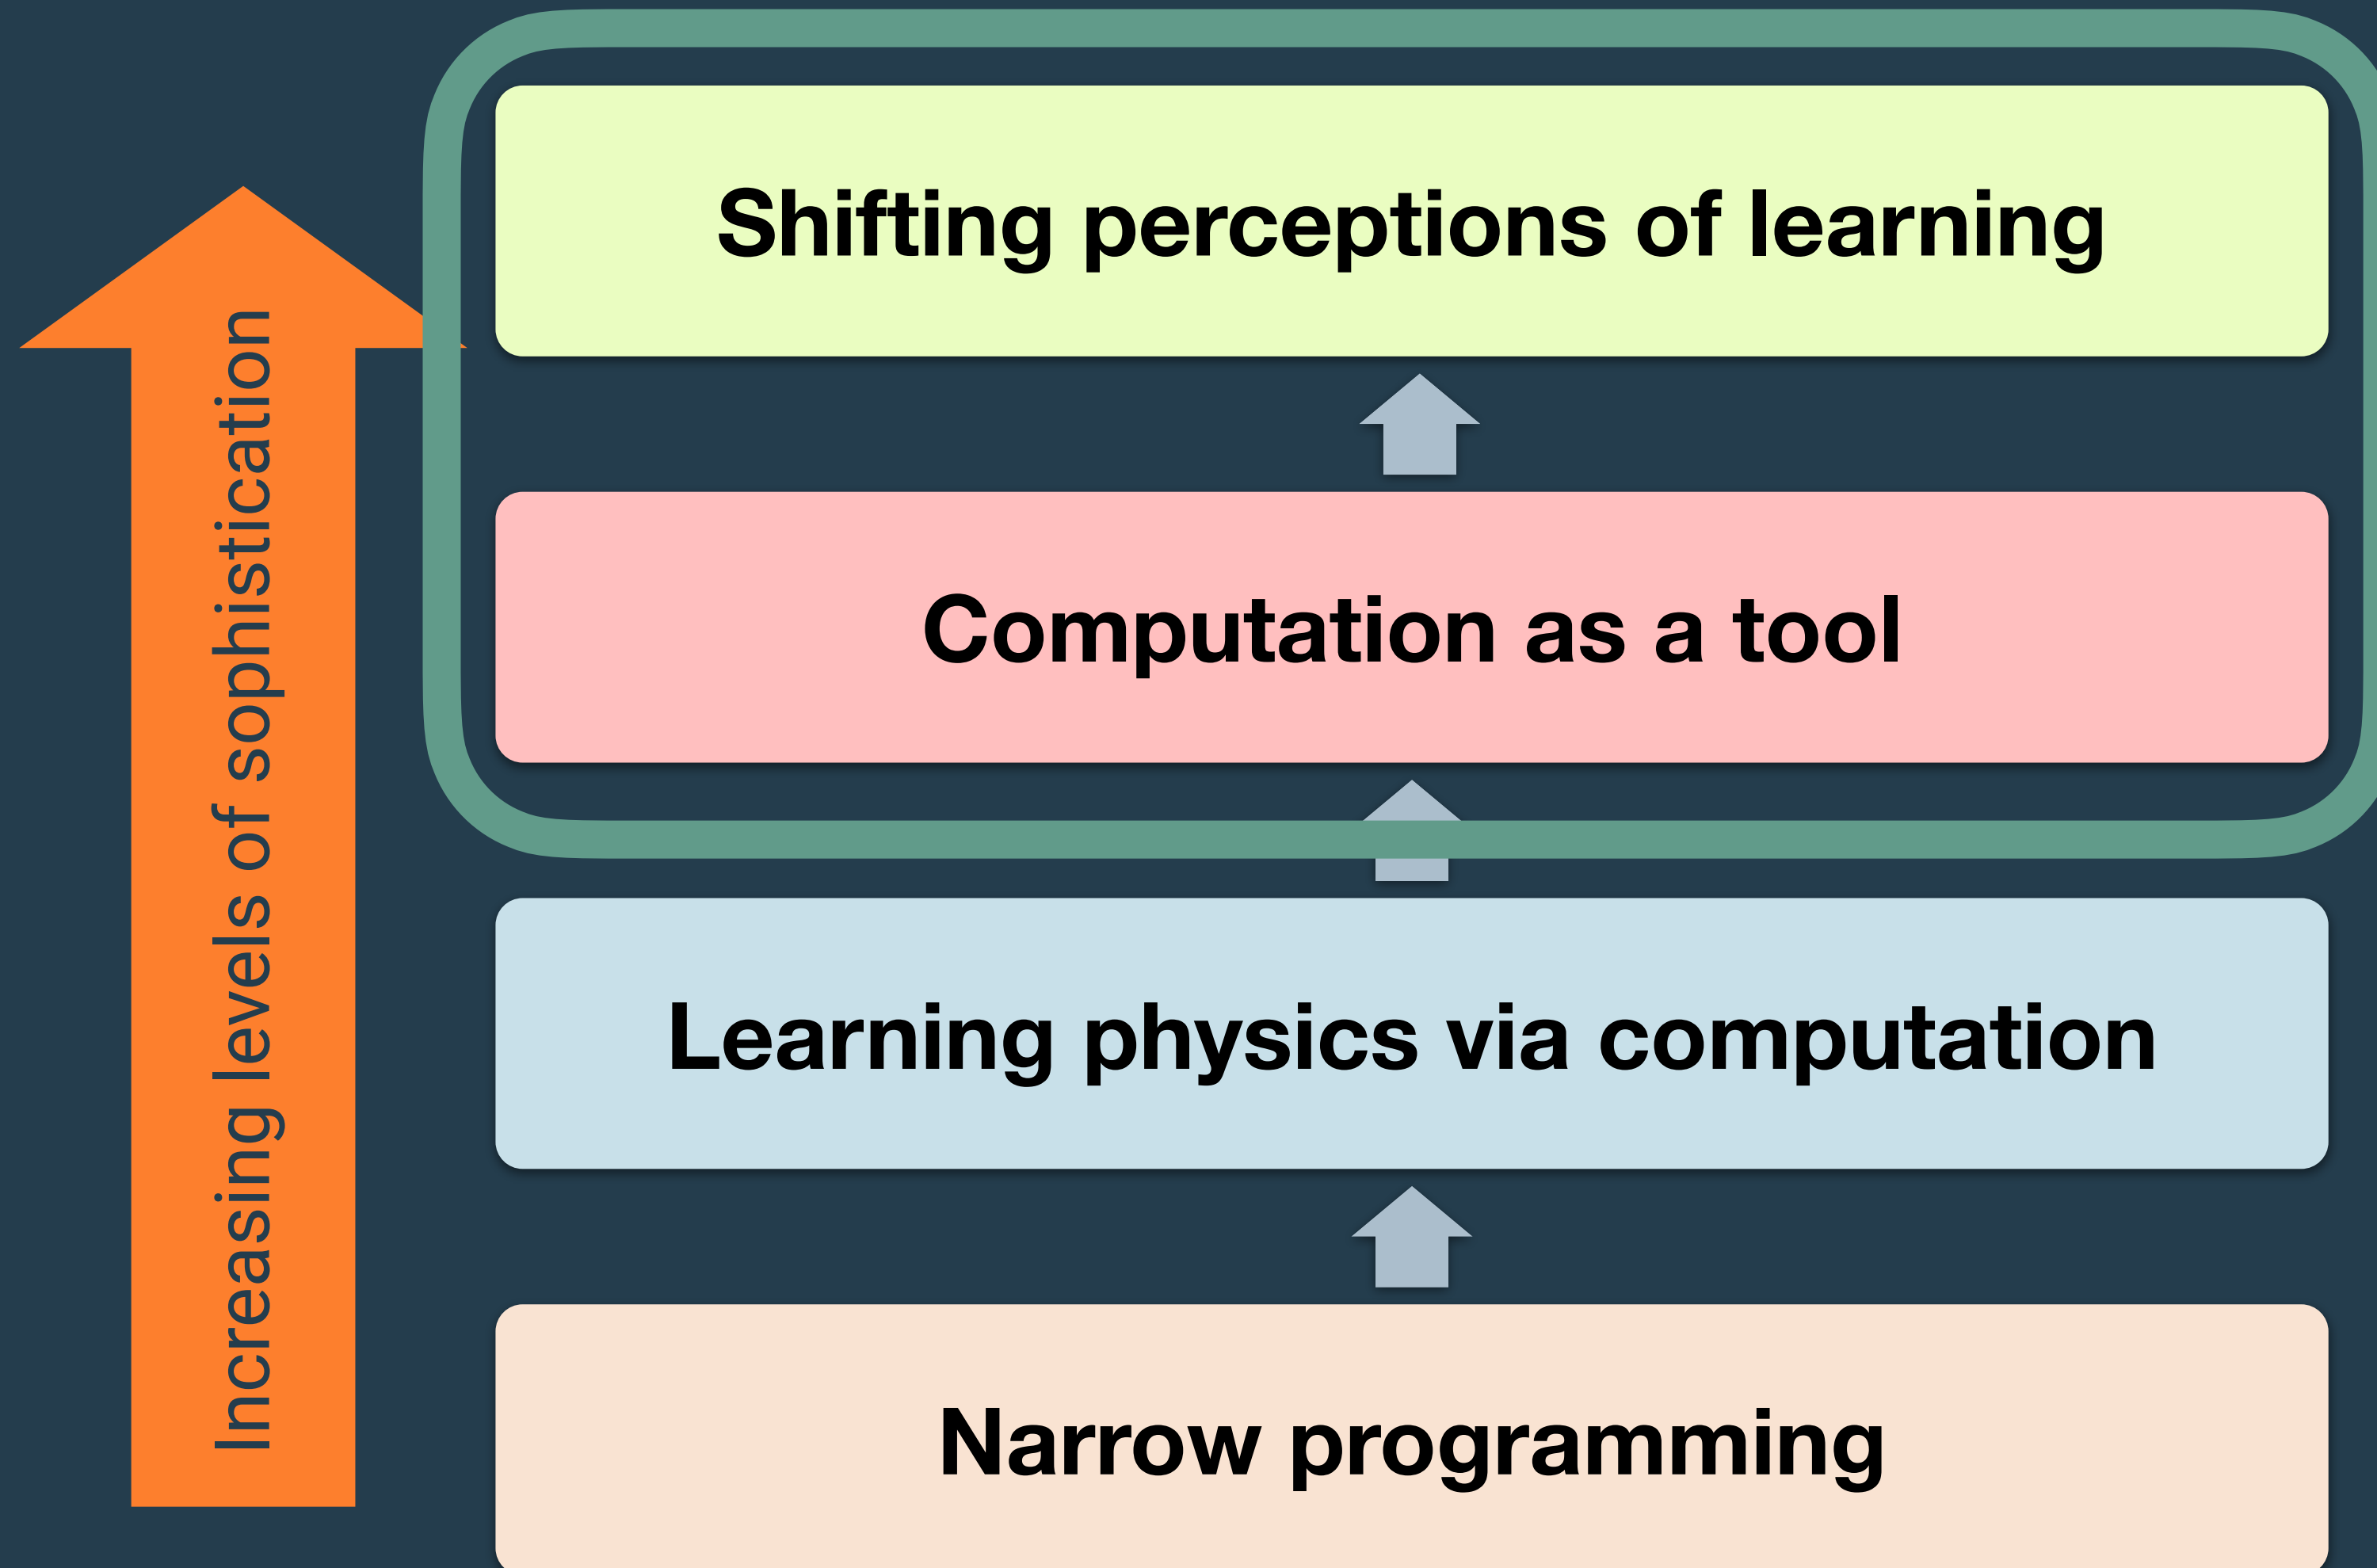 Increasing levels of sophistication
Shifting perceptions of learning
Computation as a tool
Learning physics via computation
Narrow programming